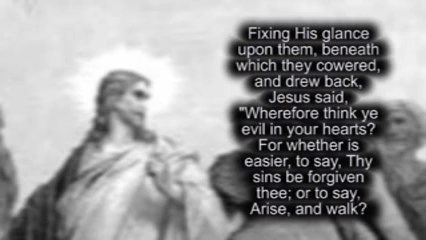 Fixing His glance
upon them, beneath
which they cowered,
and drew back,
Jesus said,
"Wherefore think ye
evil in your hearts?
For whether is
easier, to say, Thy
sins be forgiven
thee; or to say,
Arise, and walk?